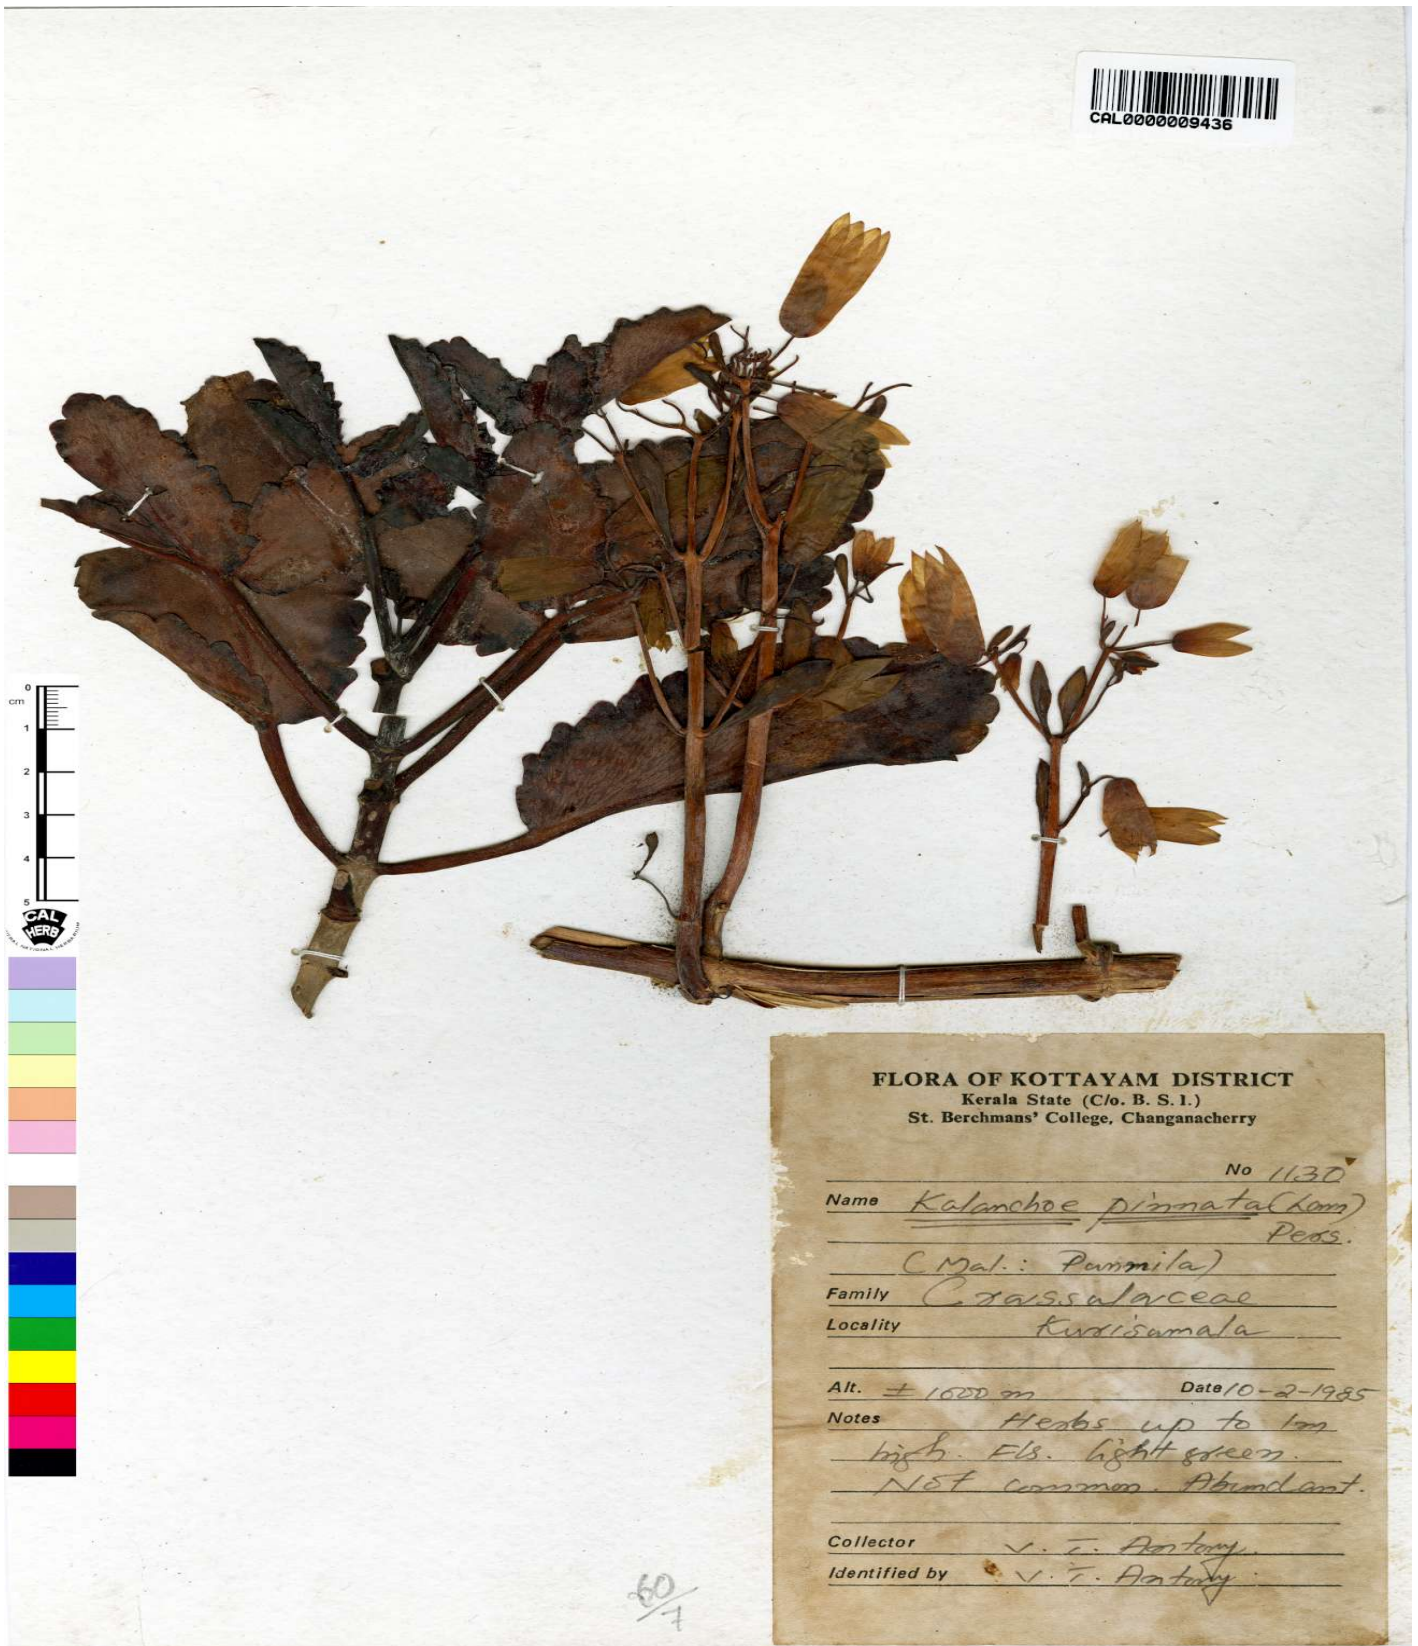 CAL0000009436
0
cm
1
2
3
4
5
CAL
HERB
FLORA OF KOTTAYAM DISTRICT
Kerala State (C/o. B. S. I.)
St. Berchmans' College, Changanacherry
No 1130
Name Kalanchoe pinnata (Lam)
Pers.
(Mal.: Panmila)
Family Crassulaceae
Locality Kurisumala
Alt. ± 1000 m Date 10-2-1985
Notes Herbs up to 1m
high. Fls. light green.
Not common. Abundant.
Collector V. T. Antony.
Identified by V. T. Antony.
60/7